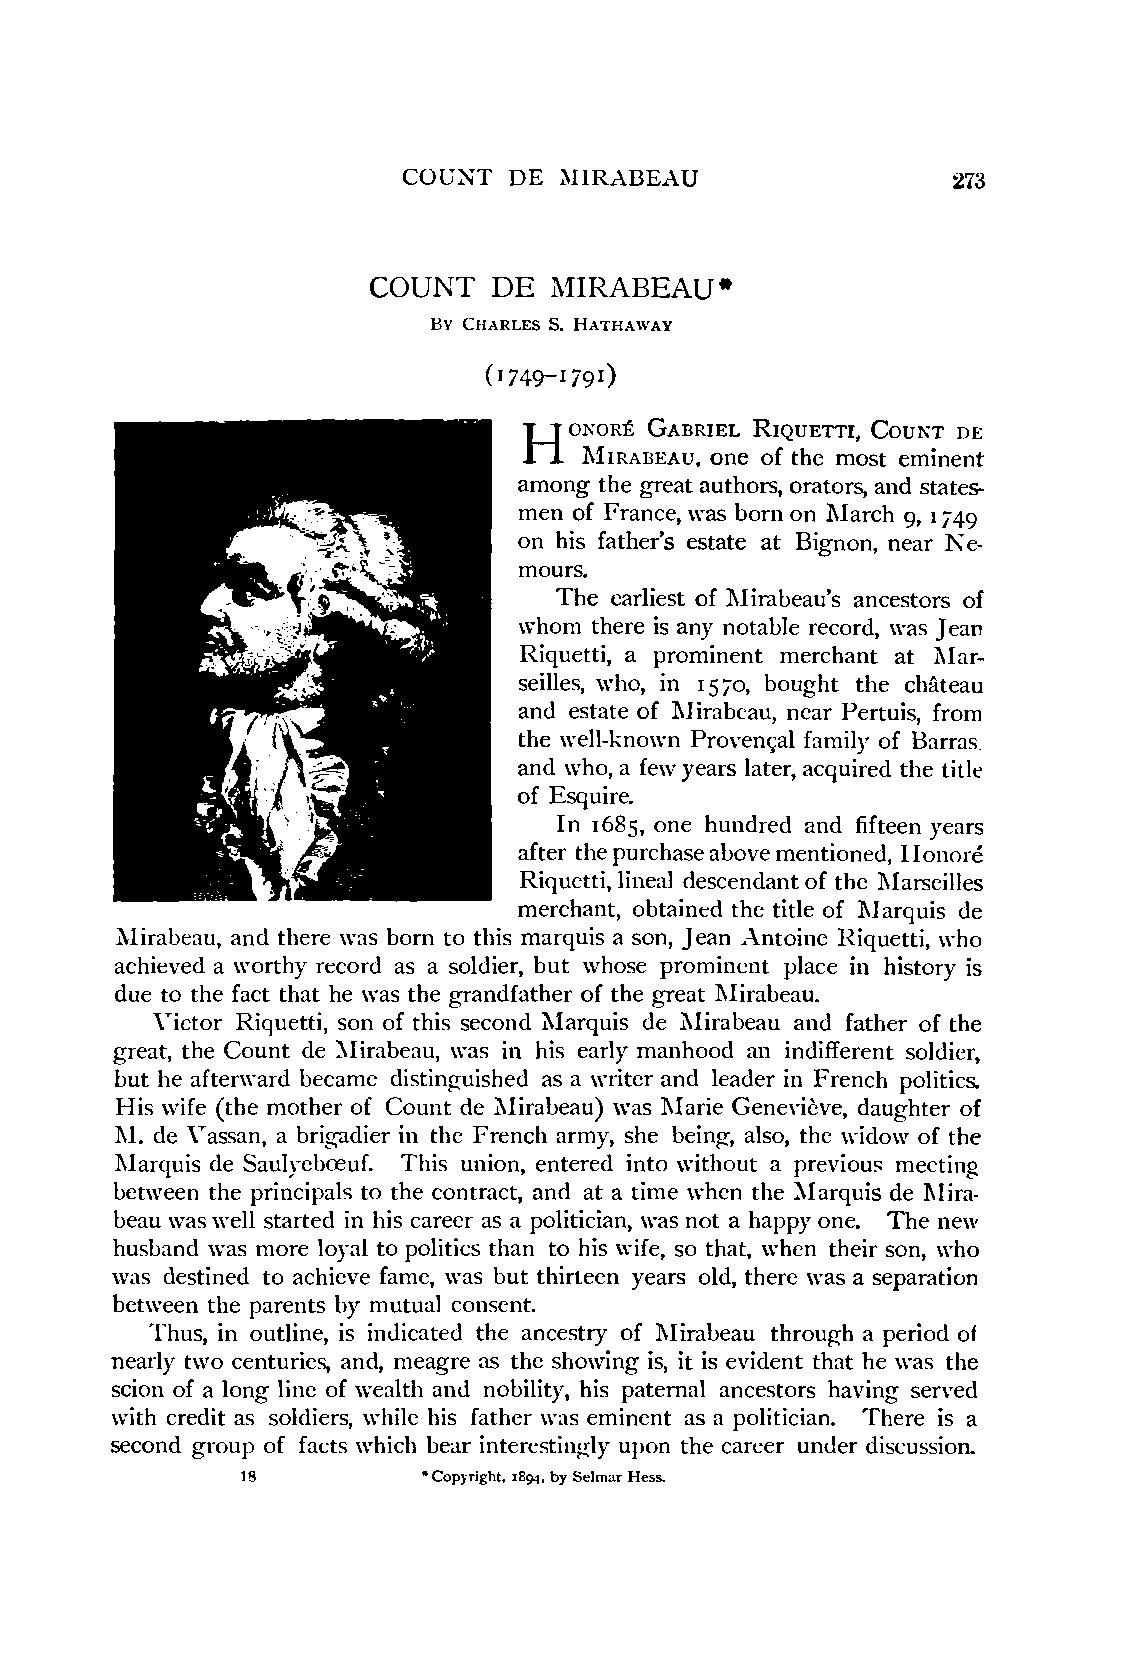 COUNT DE MIRABEAU 273
COUNT DE MIRABEAU*
By Charles S. Hathaway
(1749–1791)
Honoré Gabriel Riquetti, Count de
Mirabeau, one of the most eminent
among the great authors, orators, and states-
men of France, was born on March 9, 1749
on his father's estate at Bignon, near Ne-
mours.
The earliest of Mirabeau's ancestors of
whom there is any notable record, was Jean
Riquetti, a prominent merchant at Mar-
seilles, who, in 1570, bought the château
and estate of Mirabeau, near Pertuis, from
the well-known Provençal family of Barras.
and who, a few years later, acquired the title
of Esquire.
In 1685, one hundred and fifteen years
after the purchase above mentioned, Honoré
Riquetti, lineal descendant of the Marseilles
merchant, obtained the title of Marquis de
Mirabeau, and there was born to this marquis a son, Jean Antoine Riquetti, who
achieved a worthy record as a soldier, but whose prominent place in history is
due to the fact that he was the grandfather of the great Mirabeau.
Victor Riquetti, son of this second Marquis de Mirabeau and father of the
great, the Count de Mirabeau, was in his early manhood an indifferent soldier,
but he afterward became distinguished as a writer and leader in French politics.
His wife (the mother of Count de Mirabeau) was Marie Geneviève, daughter of
M. de Vassan, a brigadier in the French army, she being, also, the widow of the
Marquis de Saulvebœuf. This union, entered into without a previous meeting
between the principals to the contract, and at a time when the Marquis de Mira-
beau was well started in his career as a politician, was not a happy one. The new
husband was more loyal to politics than to his wife, so that, when their son, who
was destined to achieve fame, was but thirteen years old, there was a separation
between the parents by mutual consent.
Thus, in outline, is indicated the ancestry of Mirabeau through a period of
nearly two centuries, and, meagre as the showing is, it is evident that he was the
scion of a long line of wealth and nobility, his paternal ancestors having served
with credit as soldiers, while his father was eminent as a politician. There is a
second group of facts which bear interestingly upon the career under discussion.
18 *Copyright, 1894, by Selmar Hess.